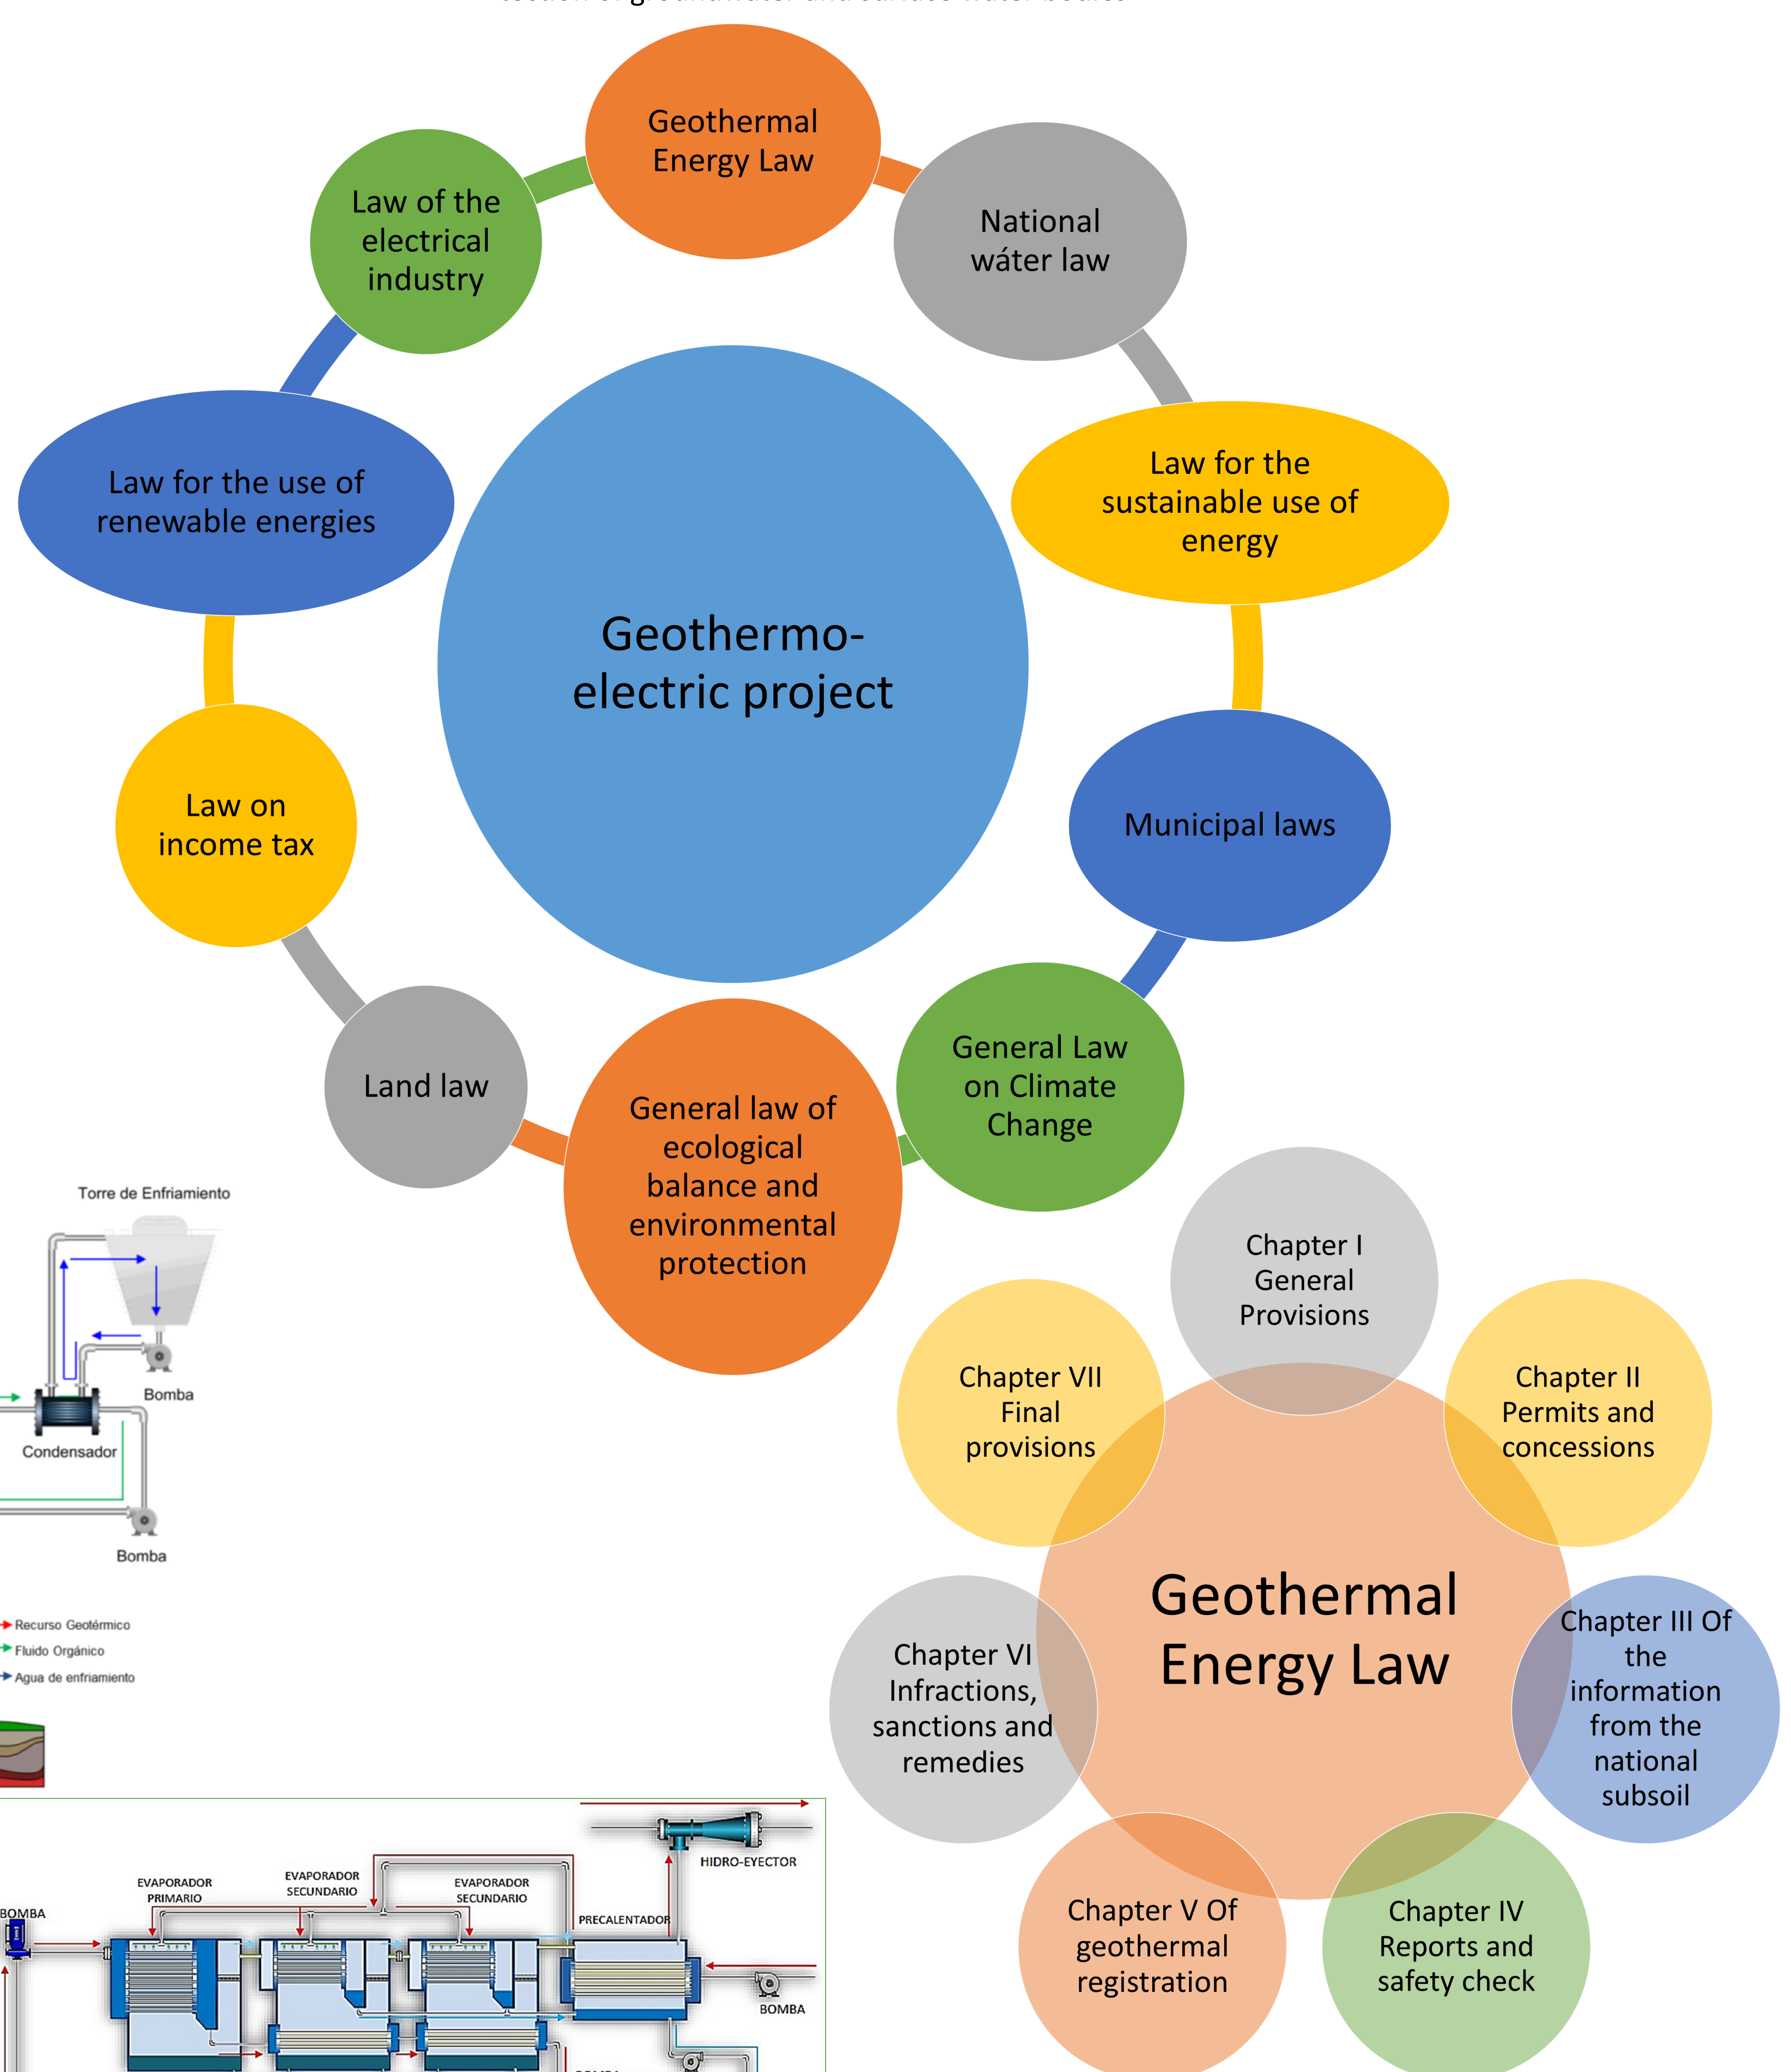 Geothermal
Energy Law
National
wáter law
Law for the
sustainable use of
energy
Municipal laws
General Law
on Climate
Change
General law of
ecological
balance and
environmental
protection
Land law
Law on
income tax
Law for the use of
renewable energies
Law of the
electrical
industry
Geothermo-
electric project
Torre de Enfriamiento
Bomba
Condensador
Bomba
Recurso Geotérmico
Fluido Orgánico
Agua de enfriamiento
Chapter I
General
Provisions
Chapter II
Permits and
concessions
Chapter III Of
the
information
from the
national
subsoil
Chapter IV
Reports and
safety check
Chapter V Of
geothermal
registration
Chapter VI
Infractions,
sanctions and
remedies
Chapter VII
Final
provisions
Geothermal
Energy Law
HIDRO-EYECTOR
EVAPORADOR
PRIMARIO
EVAPORADOR
SECUNDARIO
EVAPORADOR
SECUNDARIO
PRECALENTADOR
BOMBA
BOMBA